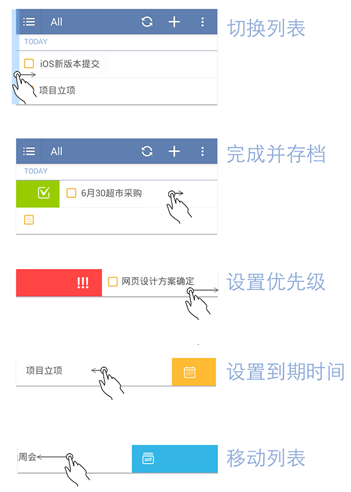 All
切换列表
TODAY
iOS新版本提交
项目立项
All
完成并存档
TODAY
6月30超市采购
!!!
网页设计方案确定
设置优先级
项目立项
设置到期时间
周会
移动列表